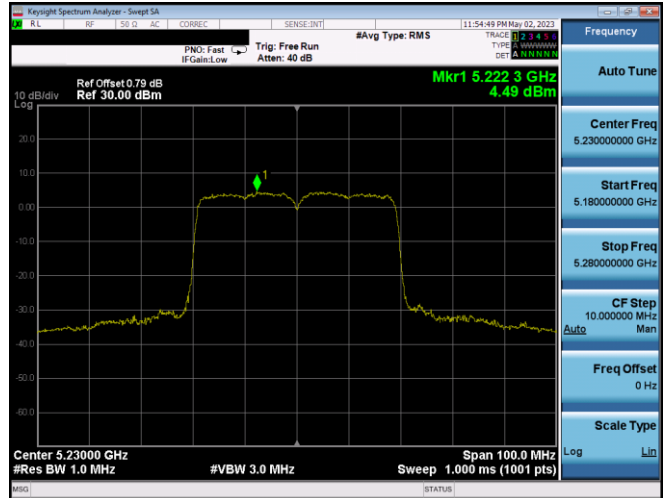 Keysight Spectrum Analyzer - Swept SA
LXI RL RF 50 Ω AC CORREC SENSE:INT 11:54:49 PM May 02, 2023
#Avg Type: RMS TRACE 1 2 3 4 5 6
PNO: Fast Trig: Free Run TYPE A WWWWW
IFGain:Low Atten: 40 dB DET A N N N N N
Mkr1 5.222 3 GHz
4.49 dBm
Ref Offset 0.79 dB
10 dB/div Ref 30.00 dBm
Log
20.0
10.0
1
0.00
-10.0
-20.0
-30.0
-40.0
-50.0
-60.0
Center 5.23000 GHz Span 100.0 MHz
#Res BW 1.0 MHz #VBW 3.0 MHz Sweep 1.000 ms (1001 pts)
MSG STATUS
Frequency
Auto Tune
Center Freq
5.230000000 GHz
Start Freq
5.180000000 GHz
Stop Freq
5.280000000 GHz
CF Step
10.000000 MHz
Auto Man
Freq Offset
0 Hz
Scale Type
Log Lin